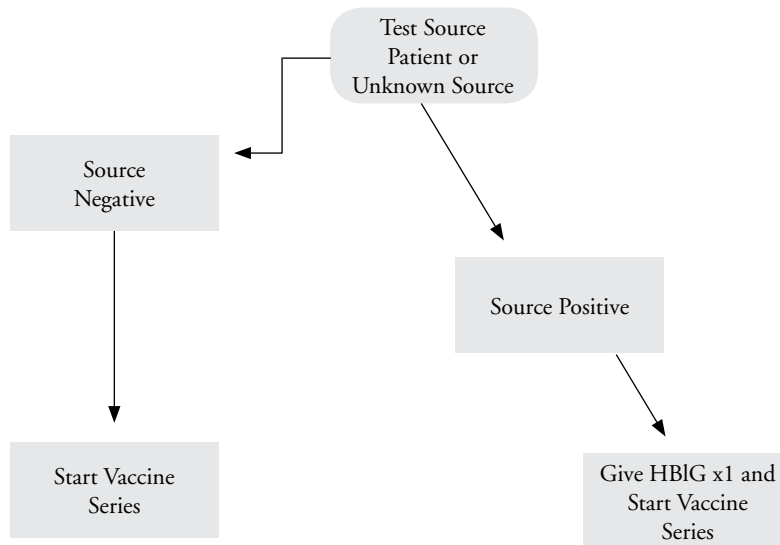 Test Source
Patient or
Unknown Source
Source
Negative
Source Positive
Start Vaccine
Series
Give HBlG x1 and
Start Vaccine
Series